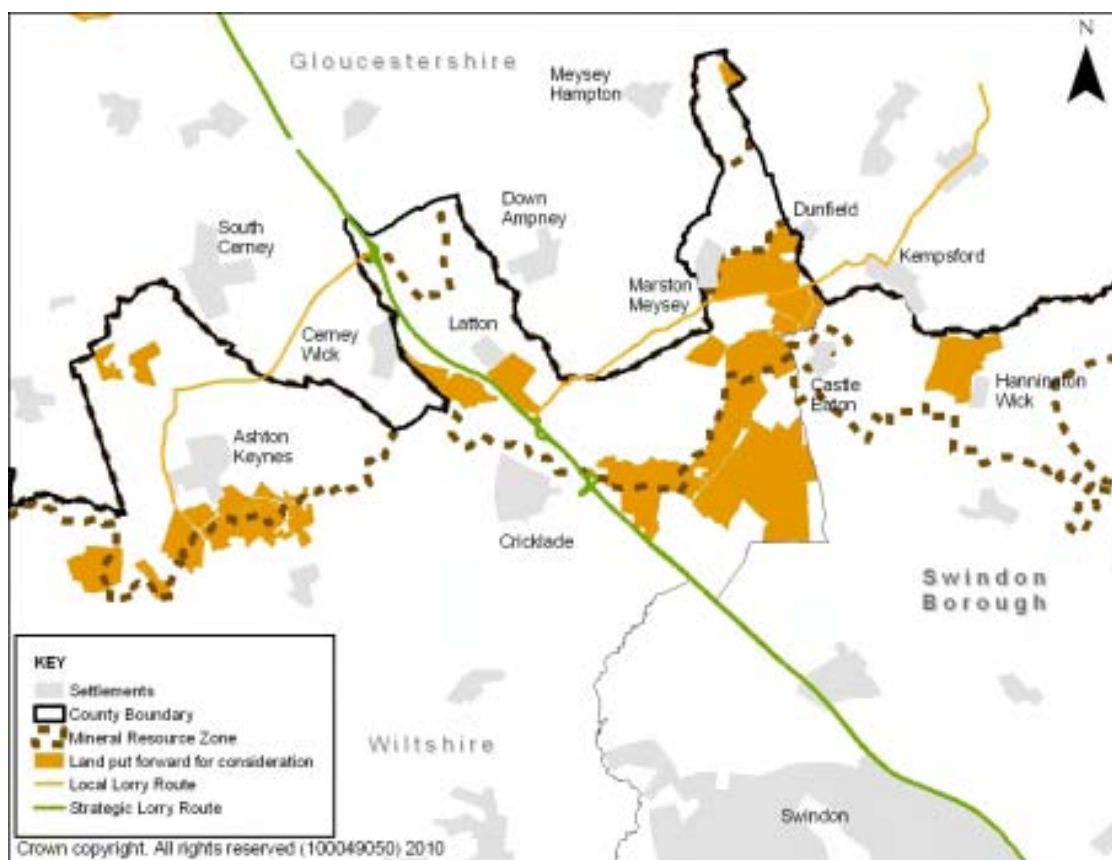 N
Gloucestershire
Meysey
Hampton
South
Cerney
Down
Ampney
Dunfield
Kempsford
Marston
Meysey
Cerney
Wick
Latton
Castle
Eaton
Hannington
Wick
Ashton
Keynes
Cricklade
Swindon
Borough
KEY
Settlements
County Boundary
Mineral Resource Zone
Land put forward for consideration
Local Lorry Route
Strategic Lorry Route
Wiltshire
Swindon
Crown copyright. All rights reserved (100049050) 2010